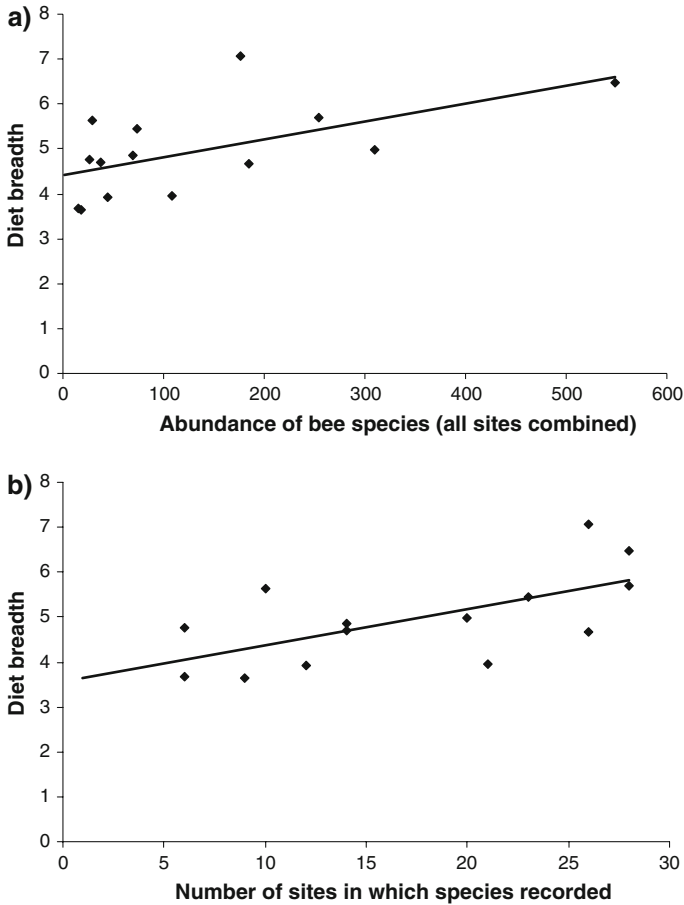 a)
8
7
6
5
4
3
2
1
0
Diet breadth
0 100 200 300 400 500 600
Abundance of bee species (all sites combined)
b)
8
7
6
5
4
3
2
1
0
Diet breadth
0 5 10 15 20 25 30
Number of sites in which species recorded